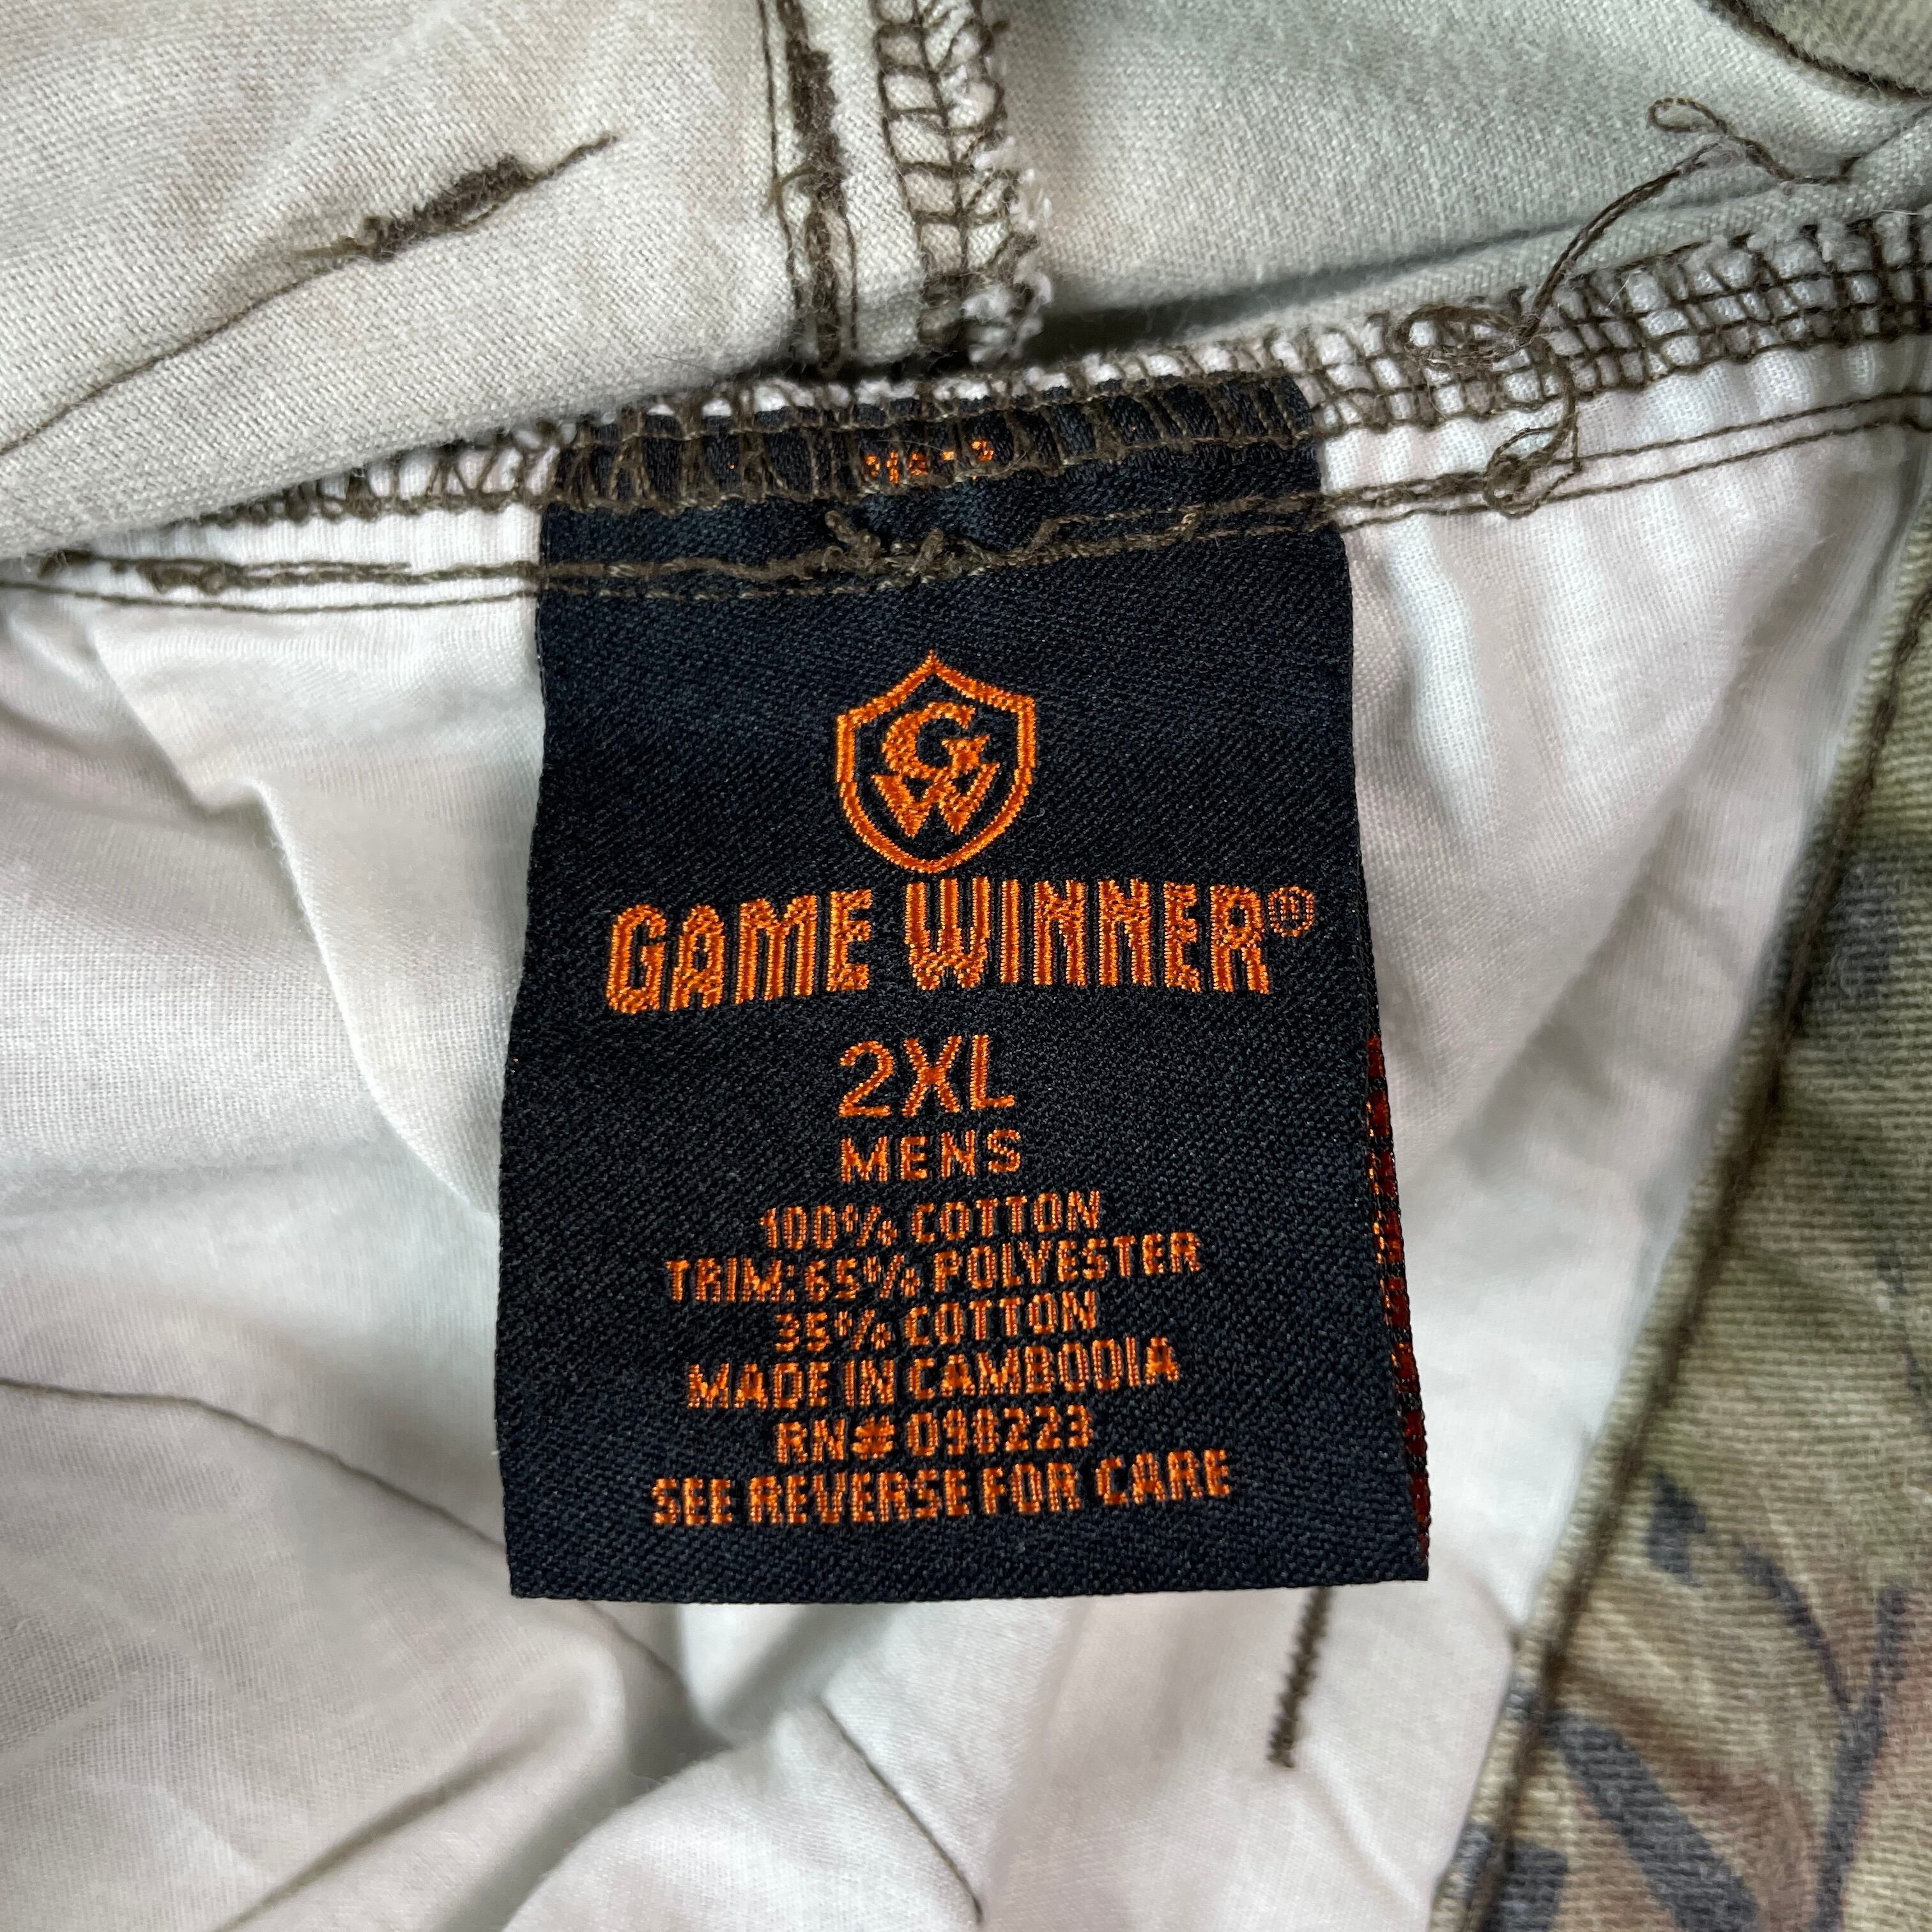 GW
GAME WINNER®
2XL
MENS
100% COTTON
TRIM: 65% POLYESTER
35% COTTON
MADE IN CAMBODIA
RN# 098223
SEE REVERSE FOR CARE